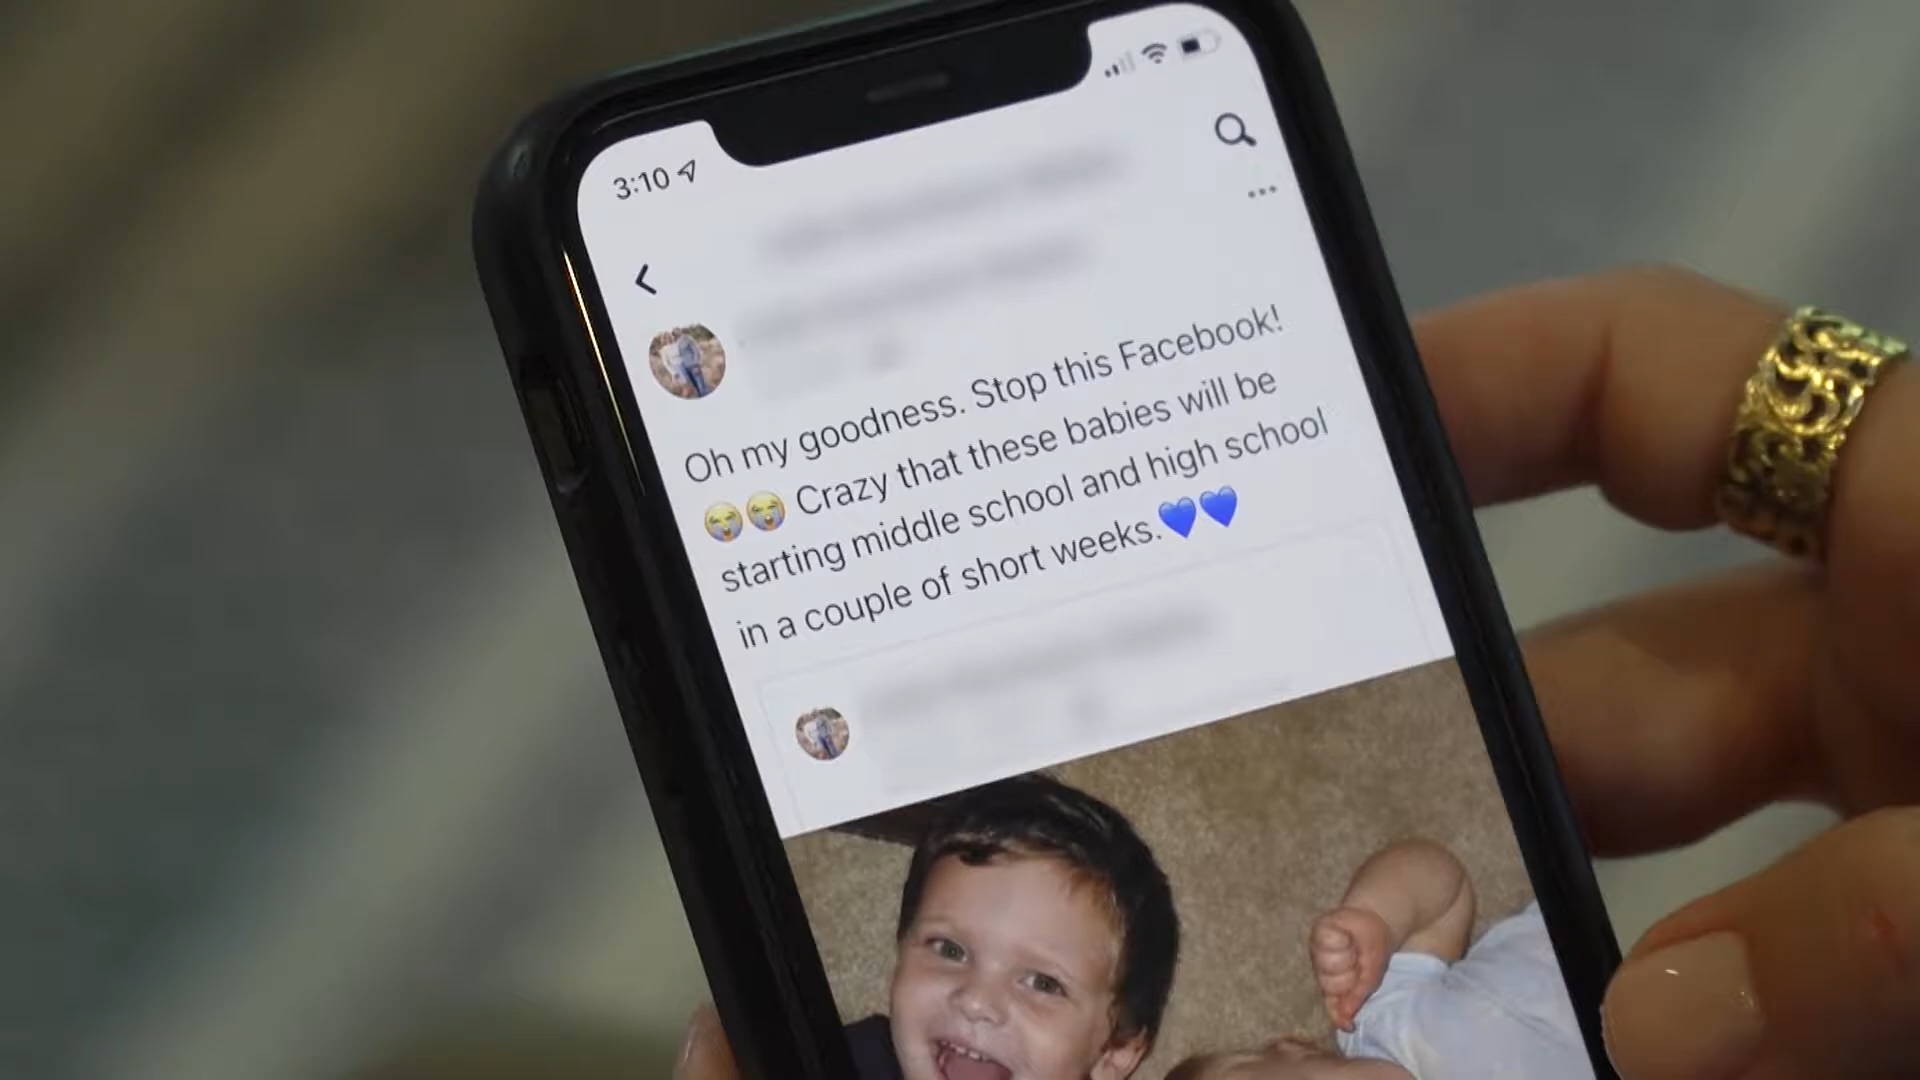 3:10
Oh my goodness. Stop this Facebook!
😭😭 Crazy that these babies will be
starting middle school and high school
in a couple of short weeks.💙💙